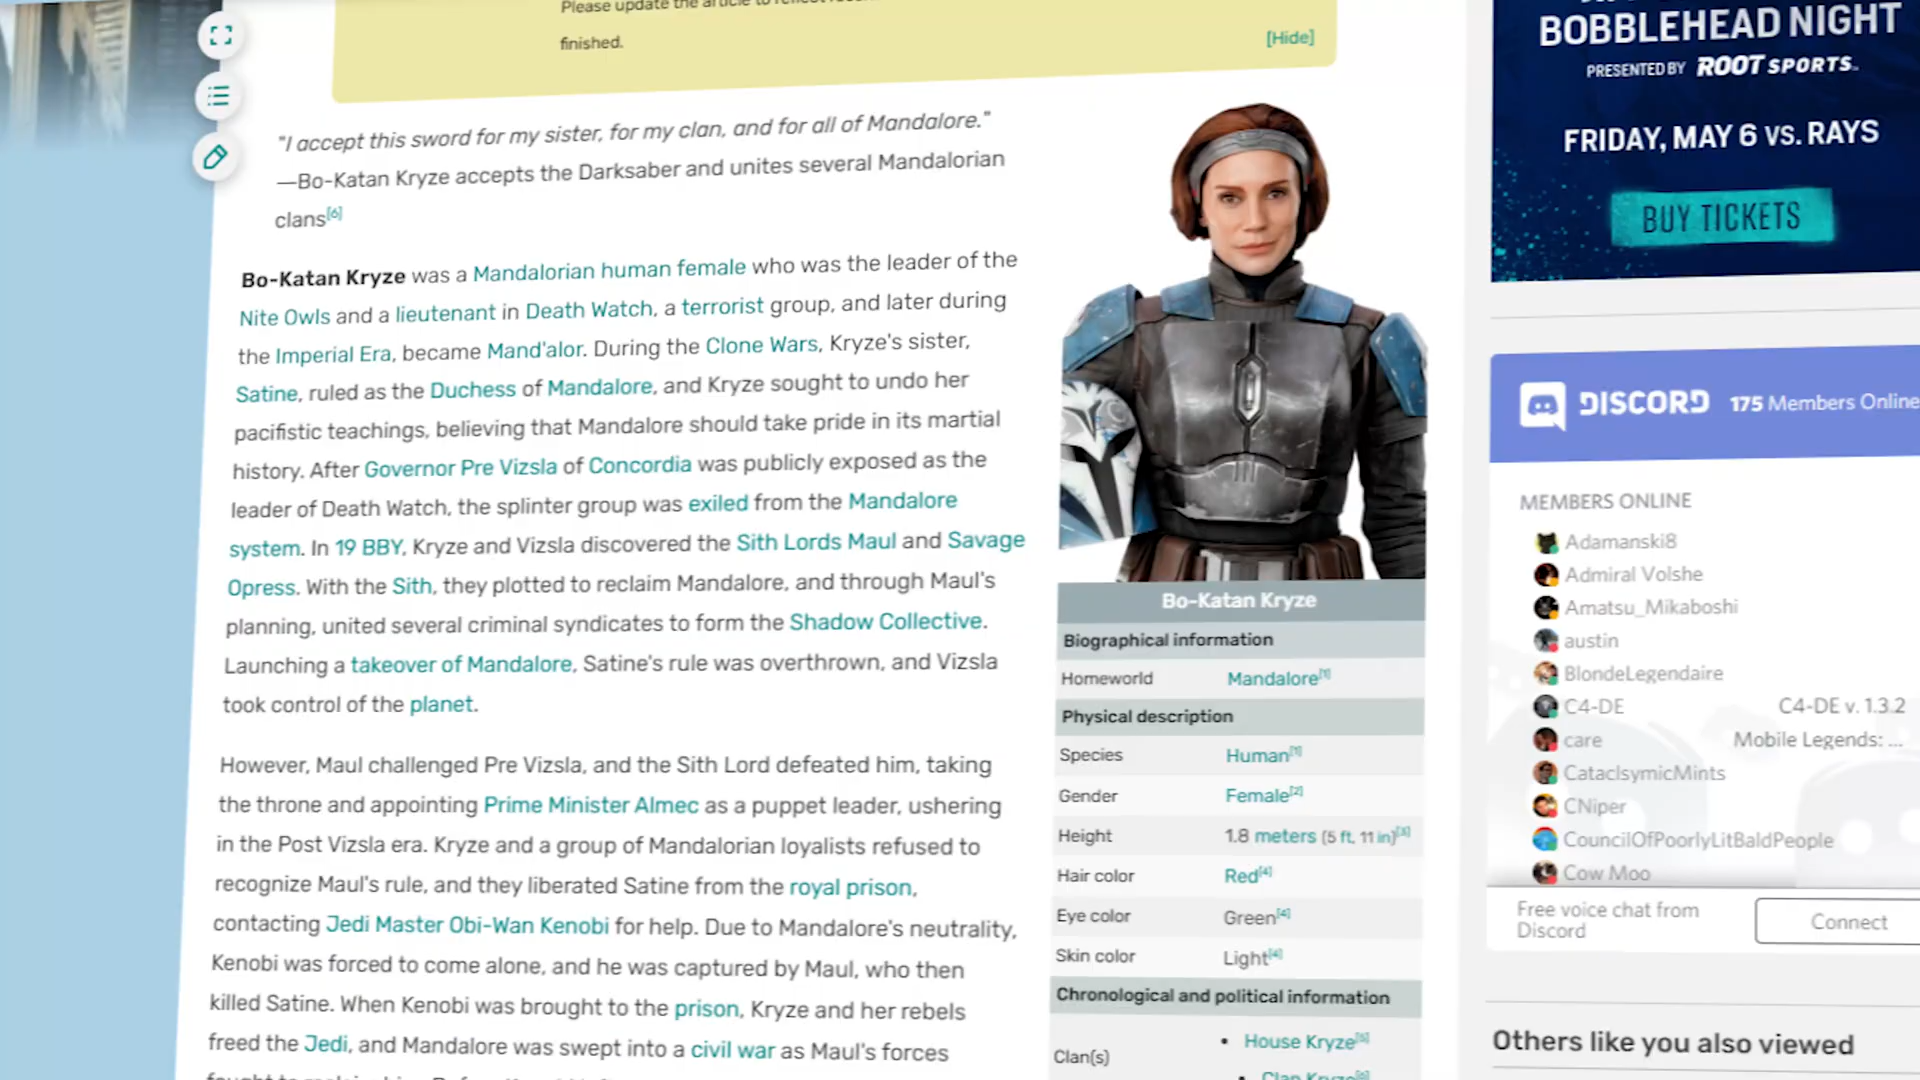 Please update the article to reflect
finished.
[Hide]
"I accept this sword for my sister, for my clan, and for all of Mandalore."
—Bo-Katan Kryze accepts the Darksaber and unites several Mandalorian
clans[6]
Bo-Katan Kryze was a Mandalorian human female who was the leader of the
Nite Owls and a lieutenant in Death Watch, a terrorist group, and later during
the Imperial Era, became Mand'alor. During the Clone Wars, Kryze's sister,
Satine, ruled as the Duchess of Mandalore, and Kryze sought to undo her
pacifistic teachings, believing that Mandalore should take pride in its martial
history. After Governor Pre Vizsla of Concordia was publicly exposed as the
leader of Death Watch, the splinter group was exiled from the Mandalore
system. In 19 BBY, Kryze and Vizsla discovered the Sith Lords Maul and Savage
Opress. With the Sith, they plotted to reclaim Mandalore, and through Maul's
planning, united several criminal syndicates to form the Shadow Collective.
Launching a takeover of Mandalore, Satine's rule was overthrown, and Vizsla
took control of the planet.
However, Maul challenged Pre Vizsla, and the Sith Lord defeated him, taking
the throne and appointing Prime Minister Almec as a puppet leader, ushering
in the Post Vizsla era. Kryze and a group of Mandalorian loyalists refused to
recognize Maul's rule, and they liberated Satine from the royal prison,
contacting Jedi Master Obi-Wan Kenobi for help. Due to Mandalore's neutrality,
Kenobi was forced to come alone, and he was captured by Maul, who then
killed Satine. When Kenobi was brought to the prison, Kryze and her rebels
freed the Jedi, and Mandalore was swept into a civil war as Maul's forces
Bo-Katan Kryze
Biographical information
Homeworld Mandalore[1]
Physical description
Species Human[1]
Gender Female[2]
Height 1.8 meters (5 ft, 11 in)[3]
Hair color Red[4]
Eye color Green[4]
Skin color Light[4]
Chronological and political information
Clan(s)
• House Kryze[5]
• Clan Kryze[6]
BOBBLEHEAD NIGHT
PRESENTED BY ROOT SPORTS
FRIDAY, MAY 6 VS. RAYS
BUY TICKETS
DISCORD 175 Members Online
MEMBERS ONLINE
Adamanski8
Admiral Volshe
Amatsu_Mikaboshi
austin
BlondeLegendaire
C4-DE C4-DE v. 1.3.2
care Mobile Legends: ...
CataclsymicMints
CNiper
CouncilOfPoorlyLitBaldPeople
Cow Moo
Free voice chat from
Discord
Connect
Others like you also viewed